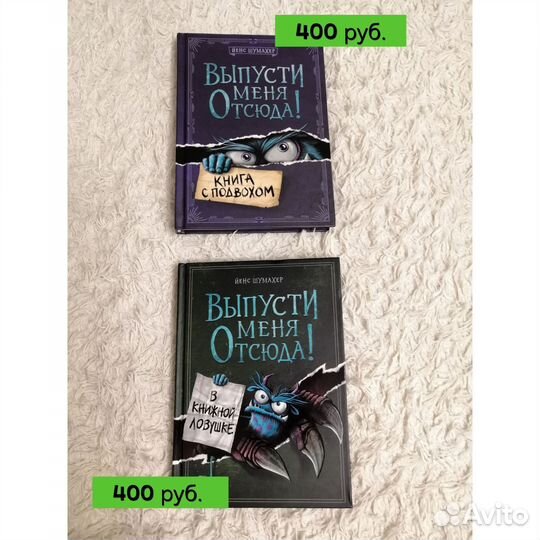 400 руб.
ЙЕНС ШУМАХЕР
ВЫПУСТИ
МЕНЯ
ОТСЮДА!
КНИГА
С ПОДВОХОМ
ЙЕНС ШУМАХЕР
ВЫПУСТИ
МЕНЯ
ОТСЮДА!
В
КНИЖНОЙ
ЛОВУШКЕ
400 руб.
Avito